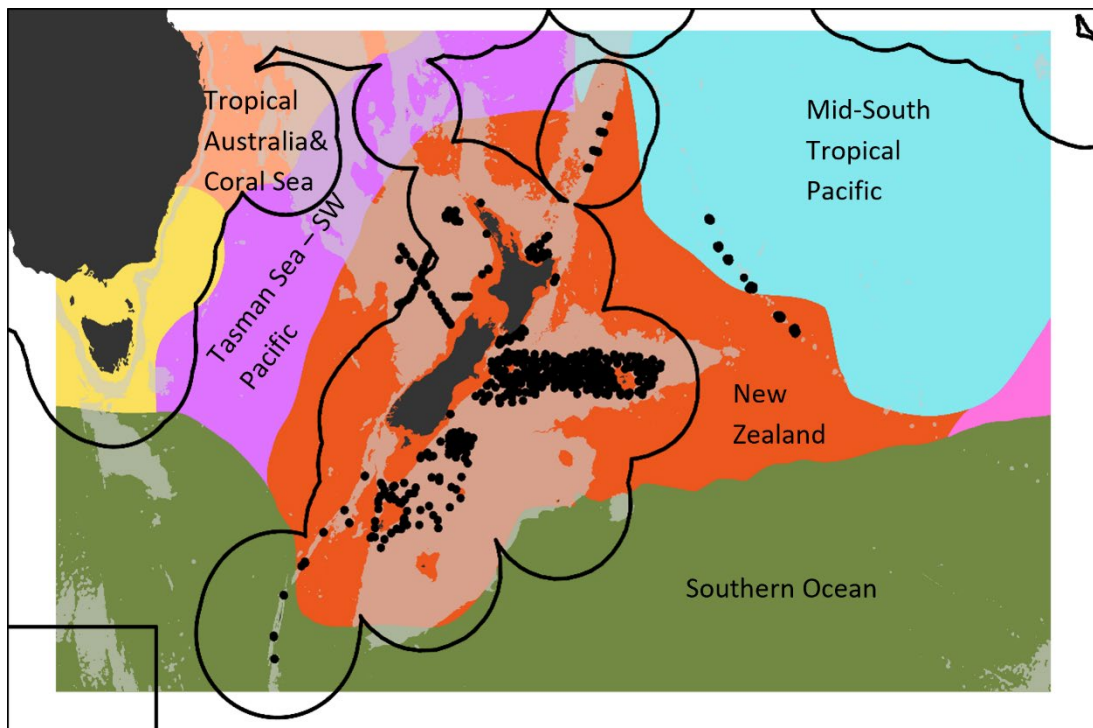 Tropical
Australia&
Coral Sea
Mid-South
Tropical
Pacific
Tasman Sea – SW
Pacific
New
Zealand
Southern Ocean